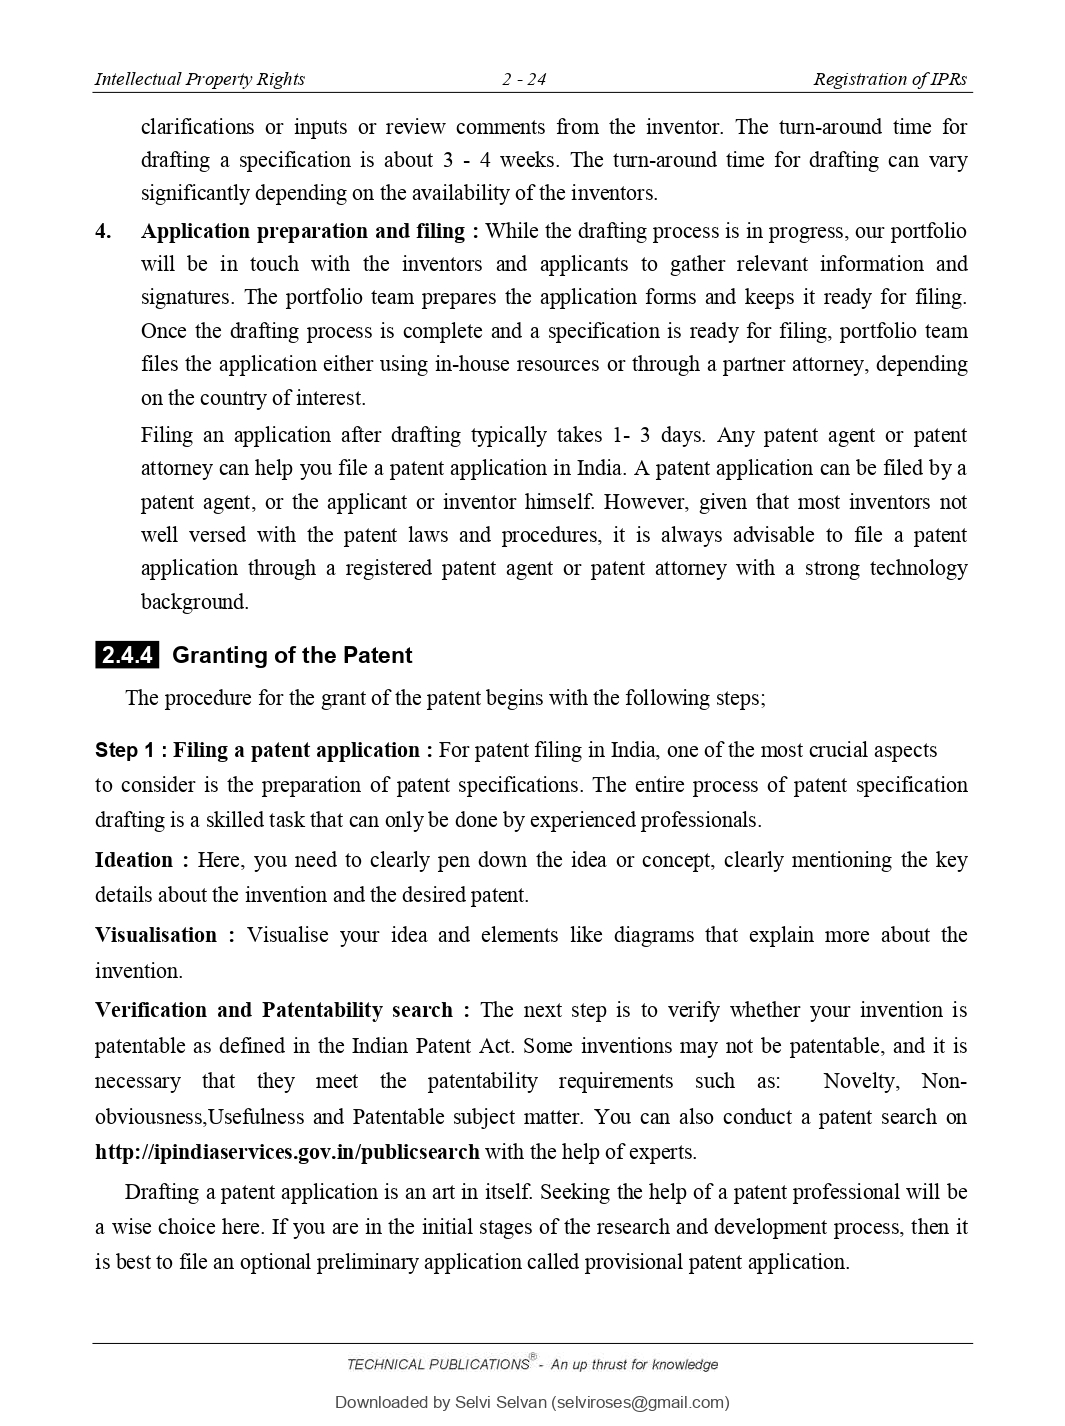 Intellectual Property Rights 2 - 24 Registration of IPRs
clarifications or inputs or review comments from the inventor. The turn-around time for
drafting a specification is about 3 - 4 weeks. The turn-around time for drafting can vary
significantly depending on the availability of the inventors.
4. Application preparation and filing : While the drafting process is in progress, our portfolio
will be in touch with the inventors and applicants to gather relevant information and
signatures. The portfolio team prepares the application forms and keeps it ready for filing.
Once the drafting process is complete and a specification is ready for filing, portfolio team
files the application either using in-house resources or through a partner attorney, depending
on the country of interest.
Filing an application after drafting typically takes 1- 3 days. Any patent agent or patent
attorney can help you file a patent application in India. A patent application can be filed by a
patent agent, or the applicant or inventor himself. However, given that most inventors not
well versed with the patent laws and procedures, it is always advisable to file a patent
application through a registered patent agent or patent attorney with a strong technology
background.
2.4.4 Granting of the Patent
The procedure for the grant of the patent begins with the following steps;
Step 1 : Filing a patent application : For patent filing in India, one of the most crucial aspects
to consider is the preparation of patent specifications. The entire process of patent specification
drafting is a skilled task that can only be done by experienced professionals.
Ideation : Here, you need to clearly pen down the idea or concept, clearly mentioning the key
details about the invention and the desired patent.
Visualisation : Visualise your idea and elements like diagrams that explain more about the
invention.
Verification and Patentability search : The next step is to verify whether your invention is
patentable as defined in the Indian Patent Act. Some inventions may not be patentable, and it is
necessary that they meet the patentability requirements such as: Novelty, Non-
obviousness,Usefulness and Patentable subject matter. You can also conduct a patent search on
http://ipindiaservices.gov.in/publicsearch with the help of experts.
Drafting a patent application is an art in itself. Seeking the help of a patent professional will be
a wise choice here. If you are in the initial stages of the research and development process, then it
is best to file an optional preliminary application called provisional patent application.
TECHNICAL PUBLICATIONS® - An up thrust for knowledge
Downloaded by Selvi Selvan (selviroses@gmail.com)